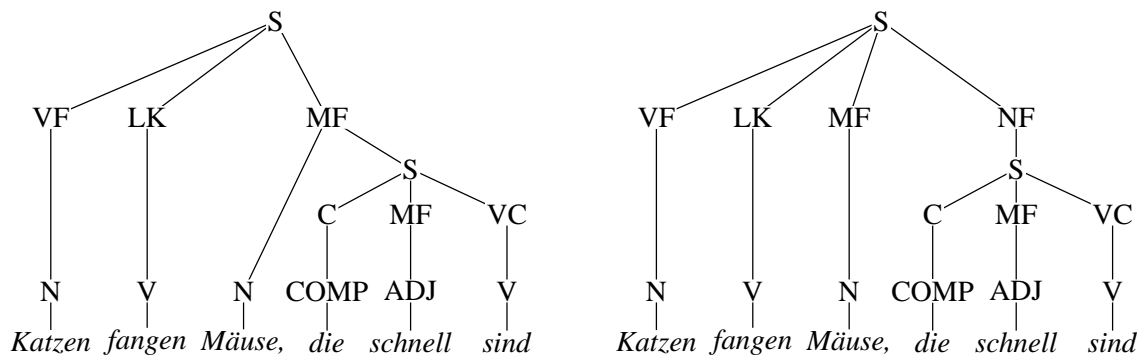 S S
VF LK MF VF LK MF NF
S S
C MF VC C MF VC
N V N COMP ADJ V N V N COMP ADJ V
Katzen fangen Mäuse, die schnell sind Katzen fangen Mäuse, die schnell sind